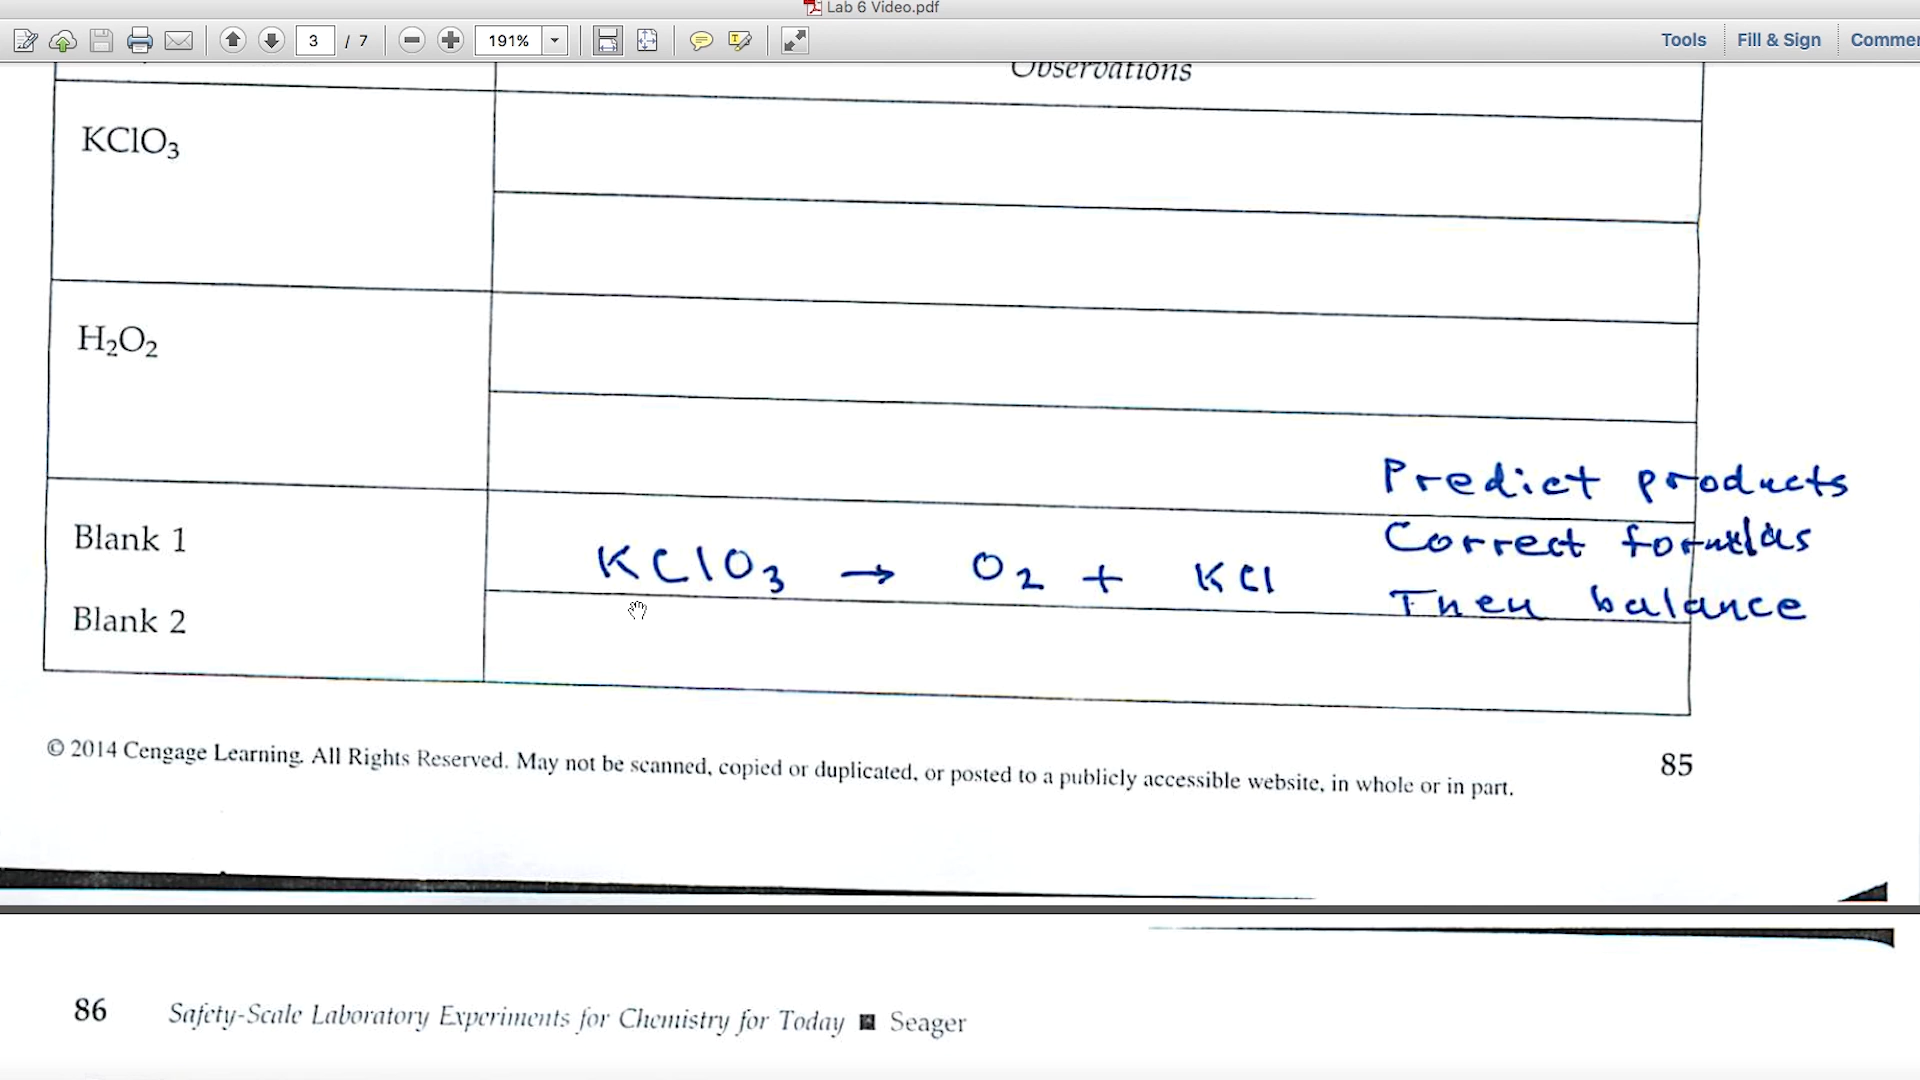 Lab 6 Video.pdf
3 / 7 191% Tools Fill & Sign Commen
Observations
KClO₃
H₂O₂
Predict products
Correct formulas
Then balance
Blank 1
KClO₃ → O₂ + KCl
Blank 2
© 2014 Cengage Learning. All Rights Reserved. May not be scanned, copied or duplicated, or posted to a publicly accessible website, in whole or in part.
85
86 Safety-Scale Laboratory Experiments for Chemistry for Today ■ Seager